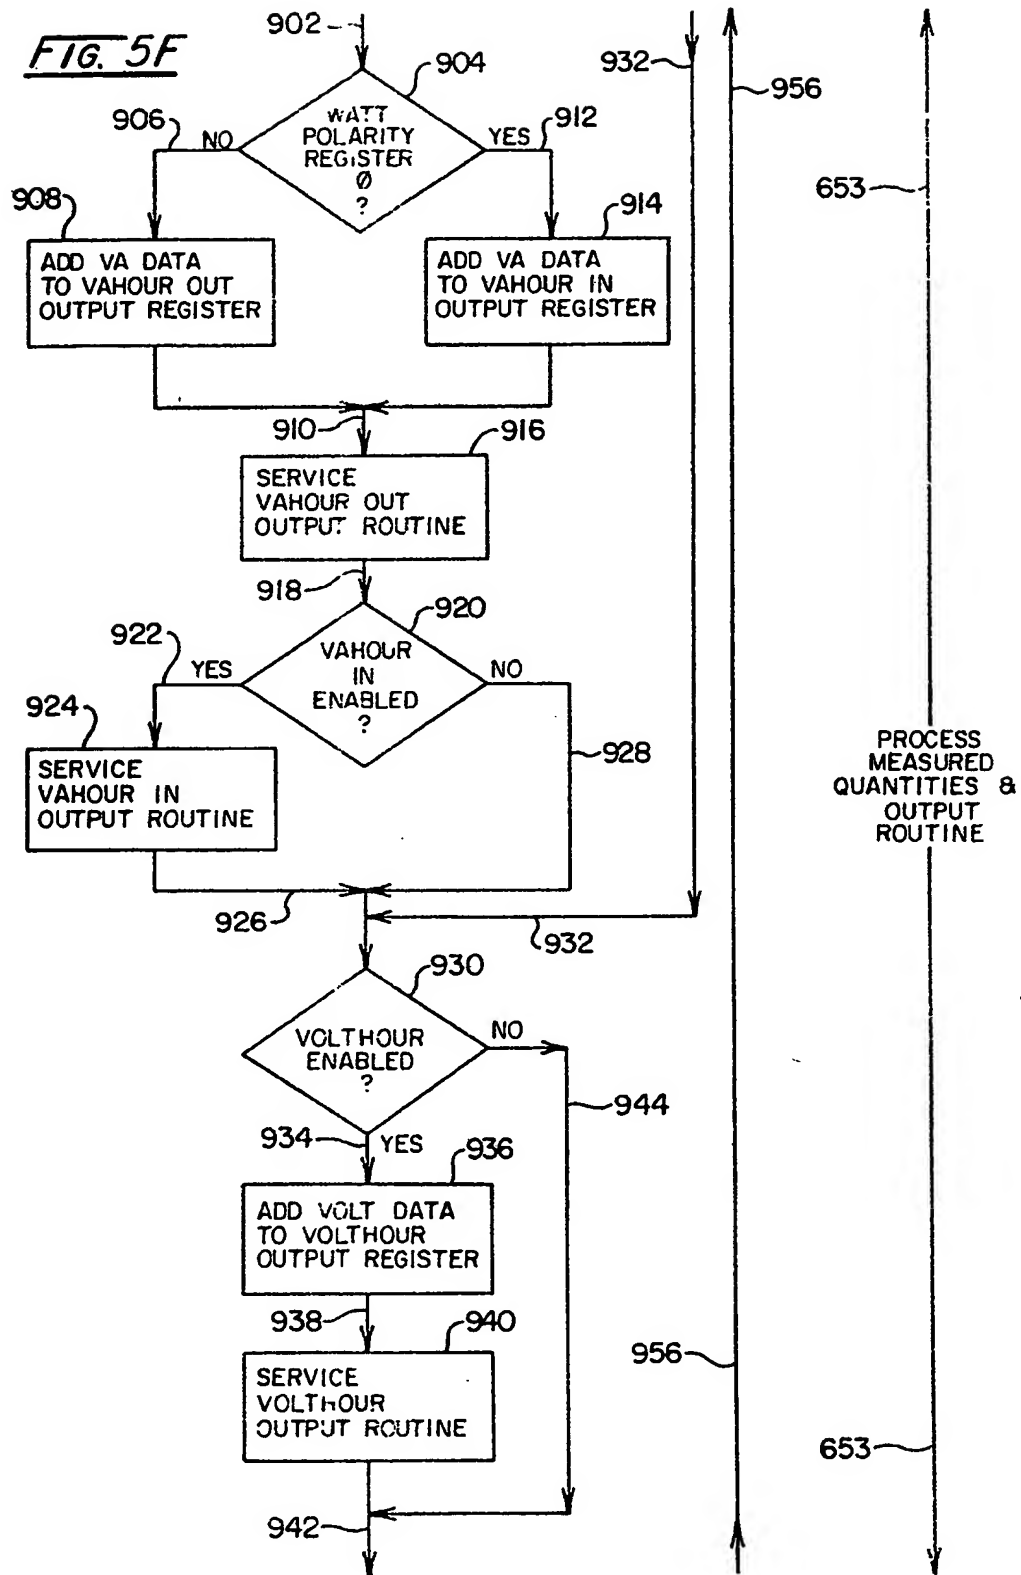 FIG. 5F
902
904
932
956
906
NO
WATT
POLARITY
REGISTER
Ø
?
YES
912
653
908
914
ADD VA DATA
TO VAHOUR OUT
OUTPUT REGISTER
ADD VA DATA
TO VAHOUR IN
OUTPUT REGISTER
910
916
SERVICE
VAHOUR OUT
OUTPUT ROUTINE
918
920
922
YES
VAHOUR
IN
ENABLED
?
NO
924
928
SERVICE
VAHOUR IN
OUTPUT ROUTINE
PROCESS
MEASURED
QUANTITIES &
OUTPUT
ROUTINE
926
932
930
VOLTHOUR
ENABLED
?
NO
944
934
YES
936
ADD VOLT DATA
TO VOLTHOUR
OUTPUT REGISTER
938
940
956
SERVICE
VOLTHOUR
OUTPUT ROUTINE
653
942